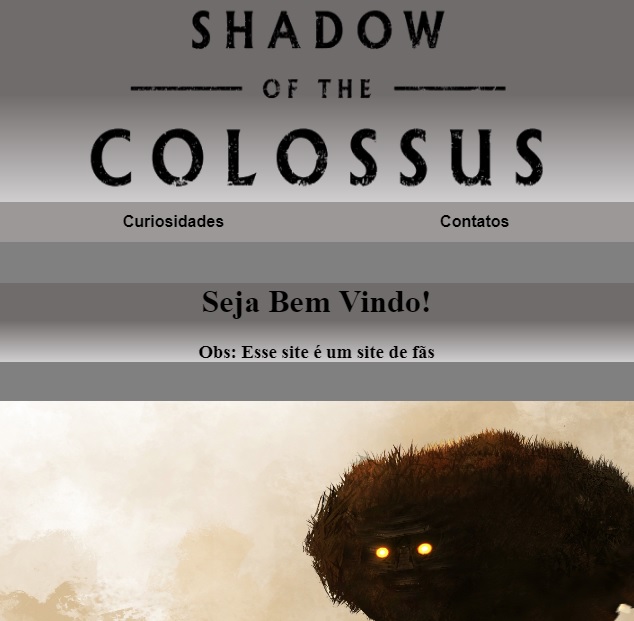 SHADOW
OF THE
COLOSSUS
Curiosidades Contatos
Seja Bem Vindo!
Obs: Esse site é um site de fãs